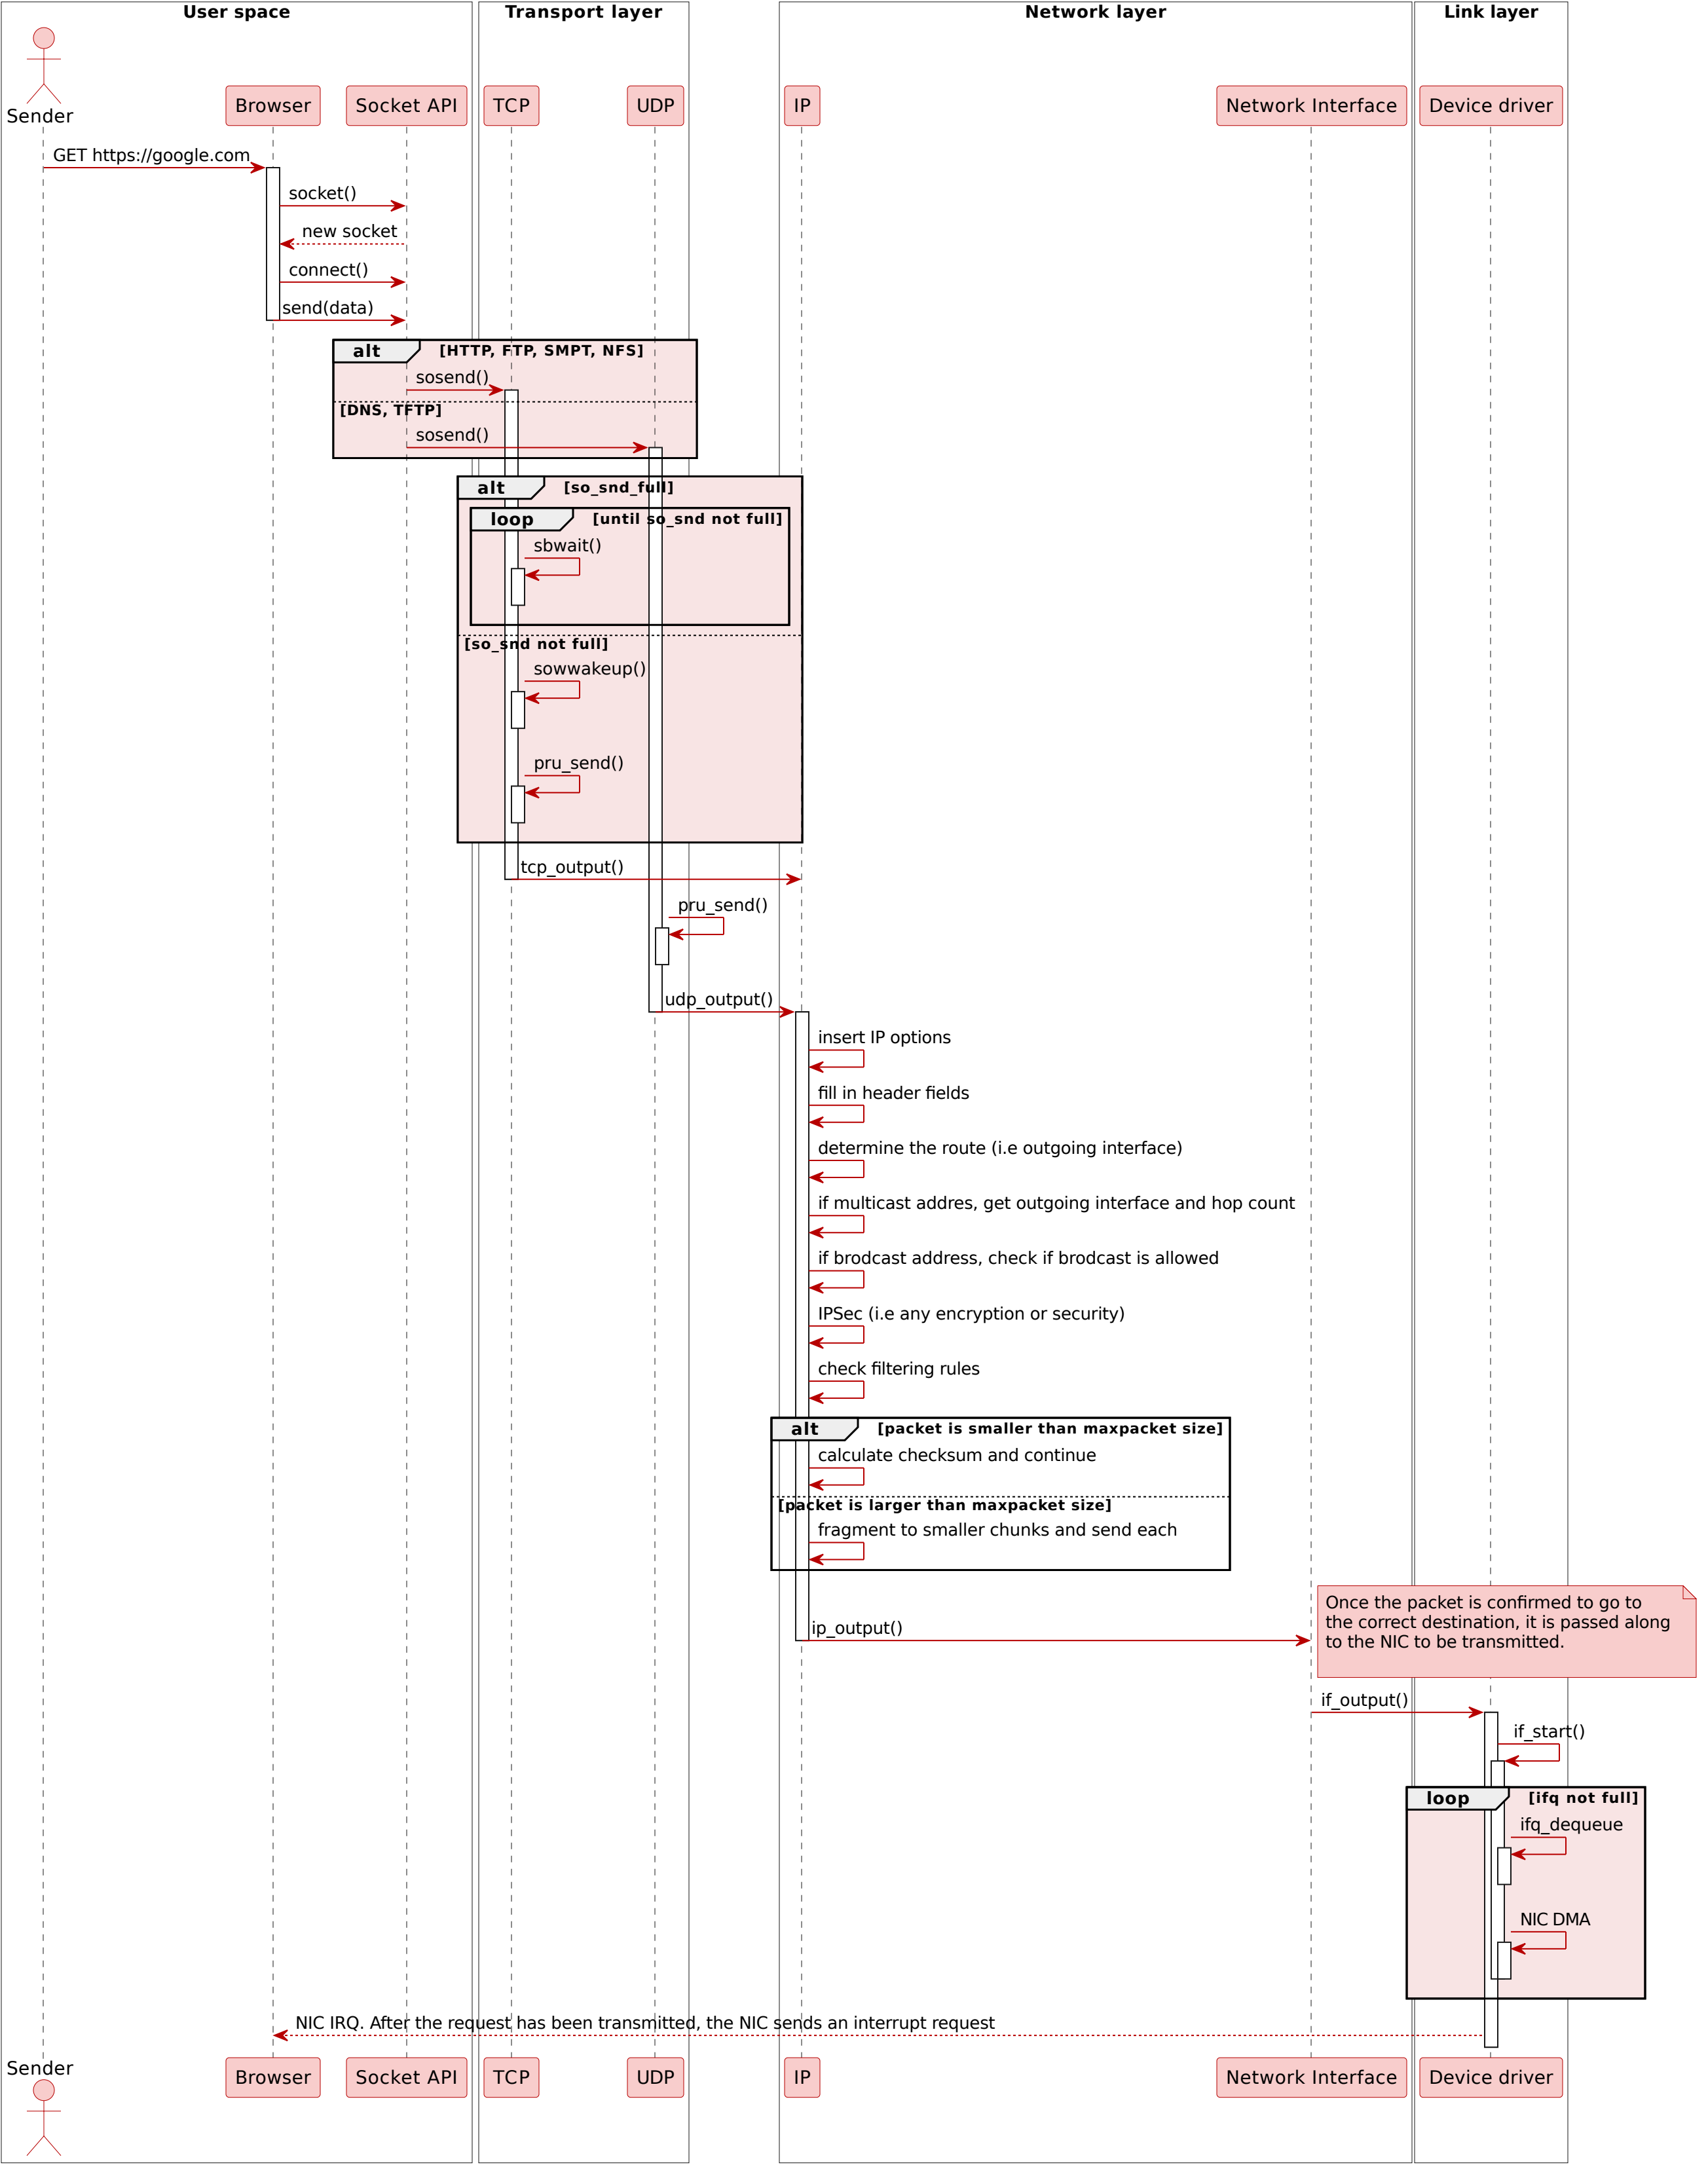 User space
Transport layer
Network layer
Link layer
Sender
Browser
Socket API
TCP
UDP
IP
Network Interface
Device driver
GET https://google.com
socket()
new socket
connect()
send(data)
alt
[HTTP, FTP, SMPT, NFS]
sosend()
[DNS, TFTP]
sosend()
alt
[so_snd_full]
loop
[until so_snd not full]
sbwait()
[so_snd not full]
sowwakeup()
pru_send()
tcp_output()
pru_send()
udp_output()
insert IP options
fill in header fields
determine the route (i.e outgoing interface)
if multicast addres, get outgoing interface and hop count
if brodcast address, check if brodcast is allowed
IPSec (i.e any encryption or security)
check filtering rules
alt
[packet is smaller than maxpacket size]
calculate checksum and continue
[packet is larger than maxpacket size]
fragment to smaller chunks and send each
Once the packet is confirmed to go to
the correct destination, it is passed along
to the NIC to be transmitted.
ip_output()
if_output()
if_start()
loop
[ifq not full]
ifq_dequeue
NIC DMA
NIC IRQ. After the request has been transmitted, the NIC sends an interrupt request
Sender
Browser
Socket API
TCP
UDP
IP
Network Interface
Device driver